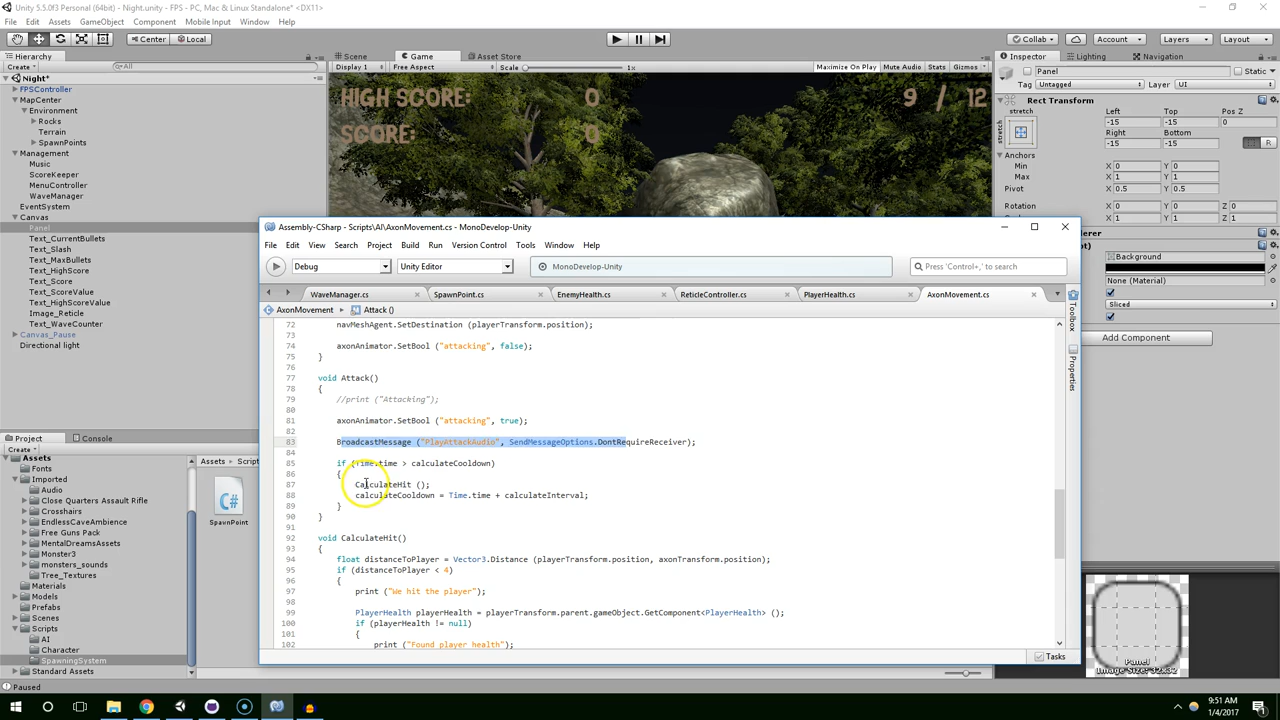 Unity 5.5.0f3 Personal (64bit) - Night.unity - FPS - PC, Mac & Linux Standalone* <DX11>
File Edit Assets GameObject Component Mobile Input Window Help
Center Local Collab Account Layers Layout
Hierarchy Scene Game Asset Store Inspector Lighting Navigation
Create All Display 1 Free Aspect Scale 1x Maximize On Play Mute Audio Stats Gizmos
Panel Static
Night*
Tag Untagged Layer UI
FPSController
MapCenter
Environment
Rocks
Terrain
SpawnPoints
Management
Music
ScoreKeeper
MenuController
WaveManager
EventSystem
Canvas
Panel
Text_CurrentBullets
Text_Slash
Text_MaxBullets
Text_HighScore
Text_Score
Text_ScoreValue
Text_HighScoreValue
Image_Reticle
Text_WaveCounter
Canvas_Pause
Directional light
HIGH SCORE: 0 9 / 12
SCORE: 0
Rect Transform
stretch Left Top Pos Z
stretch -15 -15 0
Right Bottom
-15 -15 R
Anchors
Min X 0 Y 0
Max X 1 Y 1
Pivot X 0.5 Y 0.5
Rotation X 0 Y 0 Z 0
X 1 Y 1 Z 1
Background
None (Material)
Sliced
Add Component
Assembly-CSharp - Scripts\AI\AxonMovement.cs - MonoDevelop-Unity
File Edit View Search Project Build Run Version Control Tools Window Help
Debug Unity Editor MonoDevelop-Unity Press 'Control+,' to search
WaveManager.cs SpawnPoint.cs EnemyHealth.cs ReticleController.cs PlayerHealth.cs AxonMovement.cs
AxonMovement Attack ()
Toolbox
Properties
72 navMeshAgent.SetDestination (playerTransform.position);
73
74 axonAnimator.SetBool ("attacking", false);
75 }
76
77 void Attack()
78 {
79 //print ("Attacking");
80
81 axonAnimator.SetBool ("attacking", true);
82
83 BroadcastMessage ("PlayAttackAudio", SendMessageOptions.DontRequireReceiver);
84
85 if (Time.time > calculateCooldown)
86 {
87 CalculateHit ();
88 calculateCooldown = Time.time + calculateInterval;
89 }
90 }
91
92 void CalculateHit()
93 {
94 float distanceToPlayer = Vector3.Distance (playerTransform.position, axonTransform.position);
95 if (distanceToPlayer < 4)
96 {
97 print ("We hit the player");
98
99 PlayerHealth playerHealth = playerTransform.parent.gameObject.GetComponent<PlayerHealth> ();
100 if (playerHealth != null)
101 {
102 print ("Found player health");
Tasks
Project Console
Create
Assets
Fonts
Imported
Audio
Close Quarters Assault Rifle
Crosshairs
EndlessCaveAmbience
Free Guns Pack
MentalDreamsAssets
Monster3
monsters_sounds
Tree_Textures
Materials
Models
Prefabs
Scenes
Scripts
AI
Character
SpawningSystem
Standard Assets
Assets Scripts
SpawnPoint
Panel
Image Size: 32x32
Paused
9:51 AM
1/4/2017